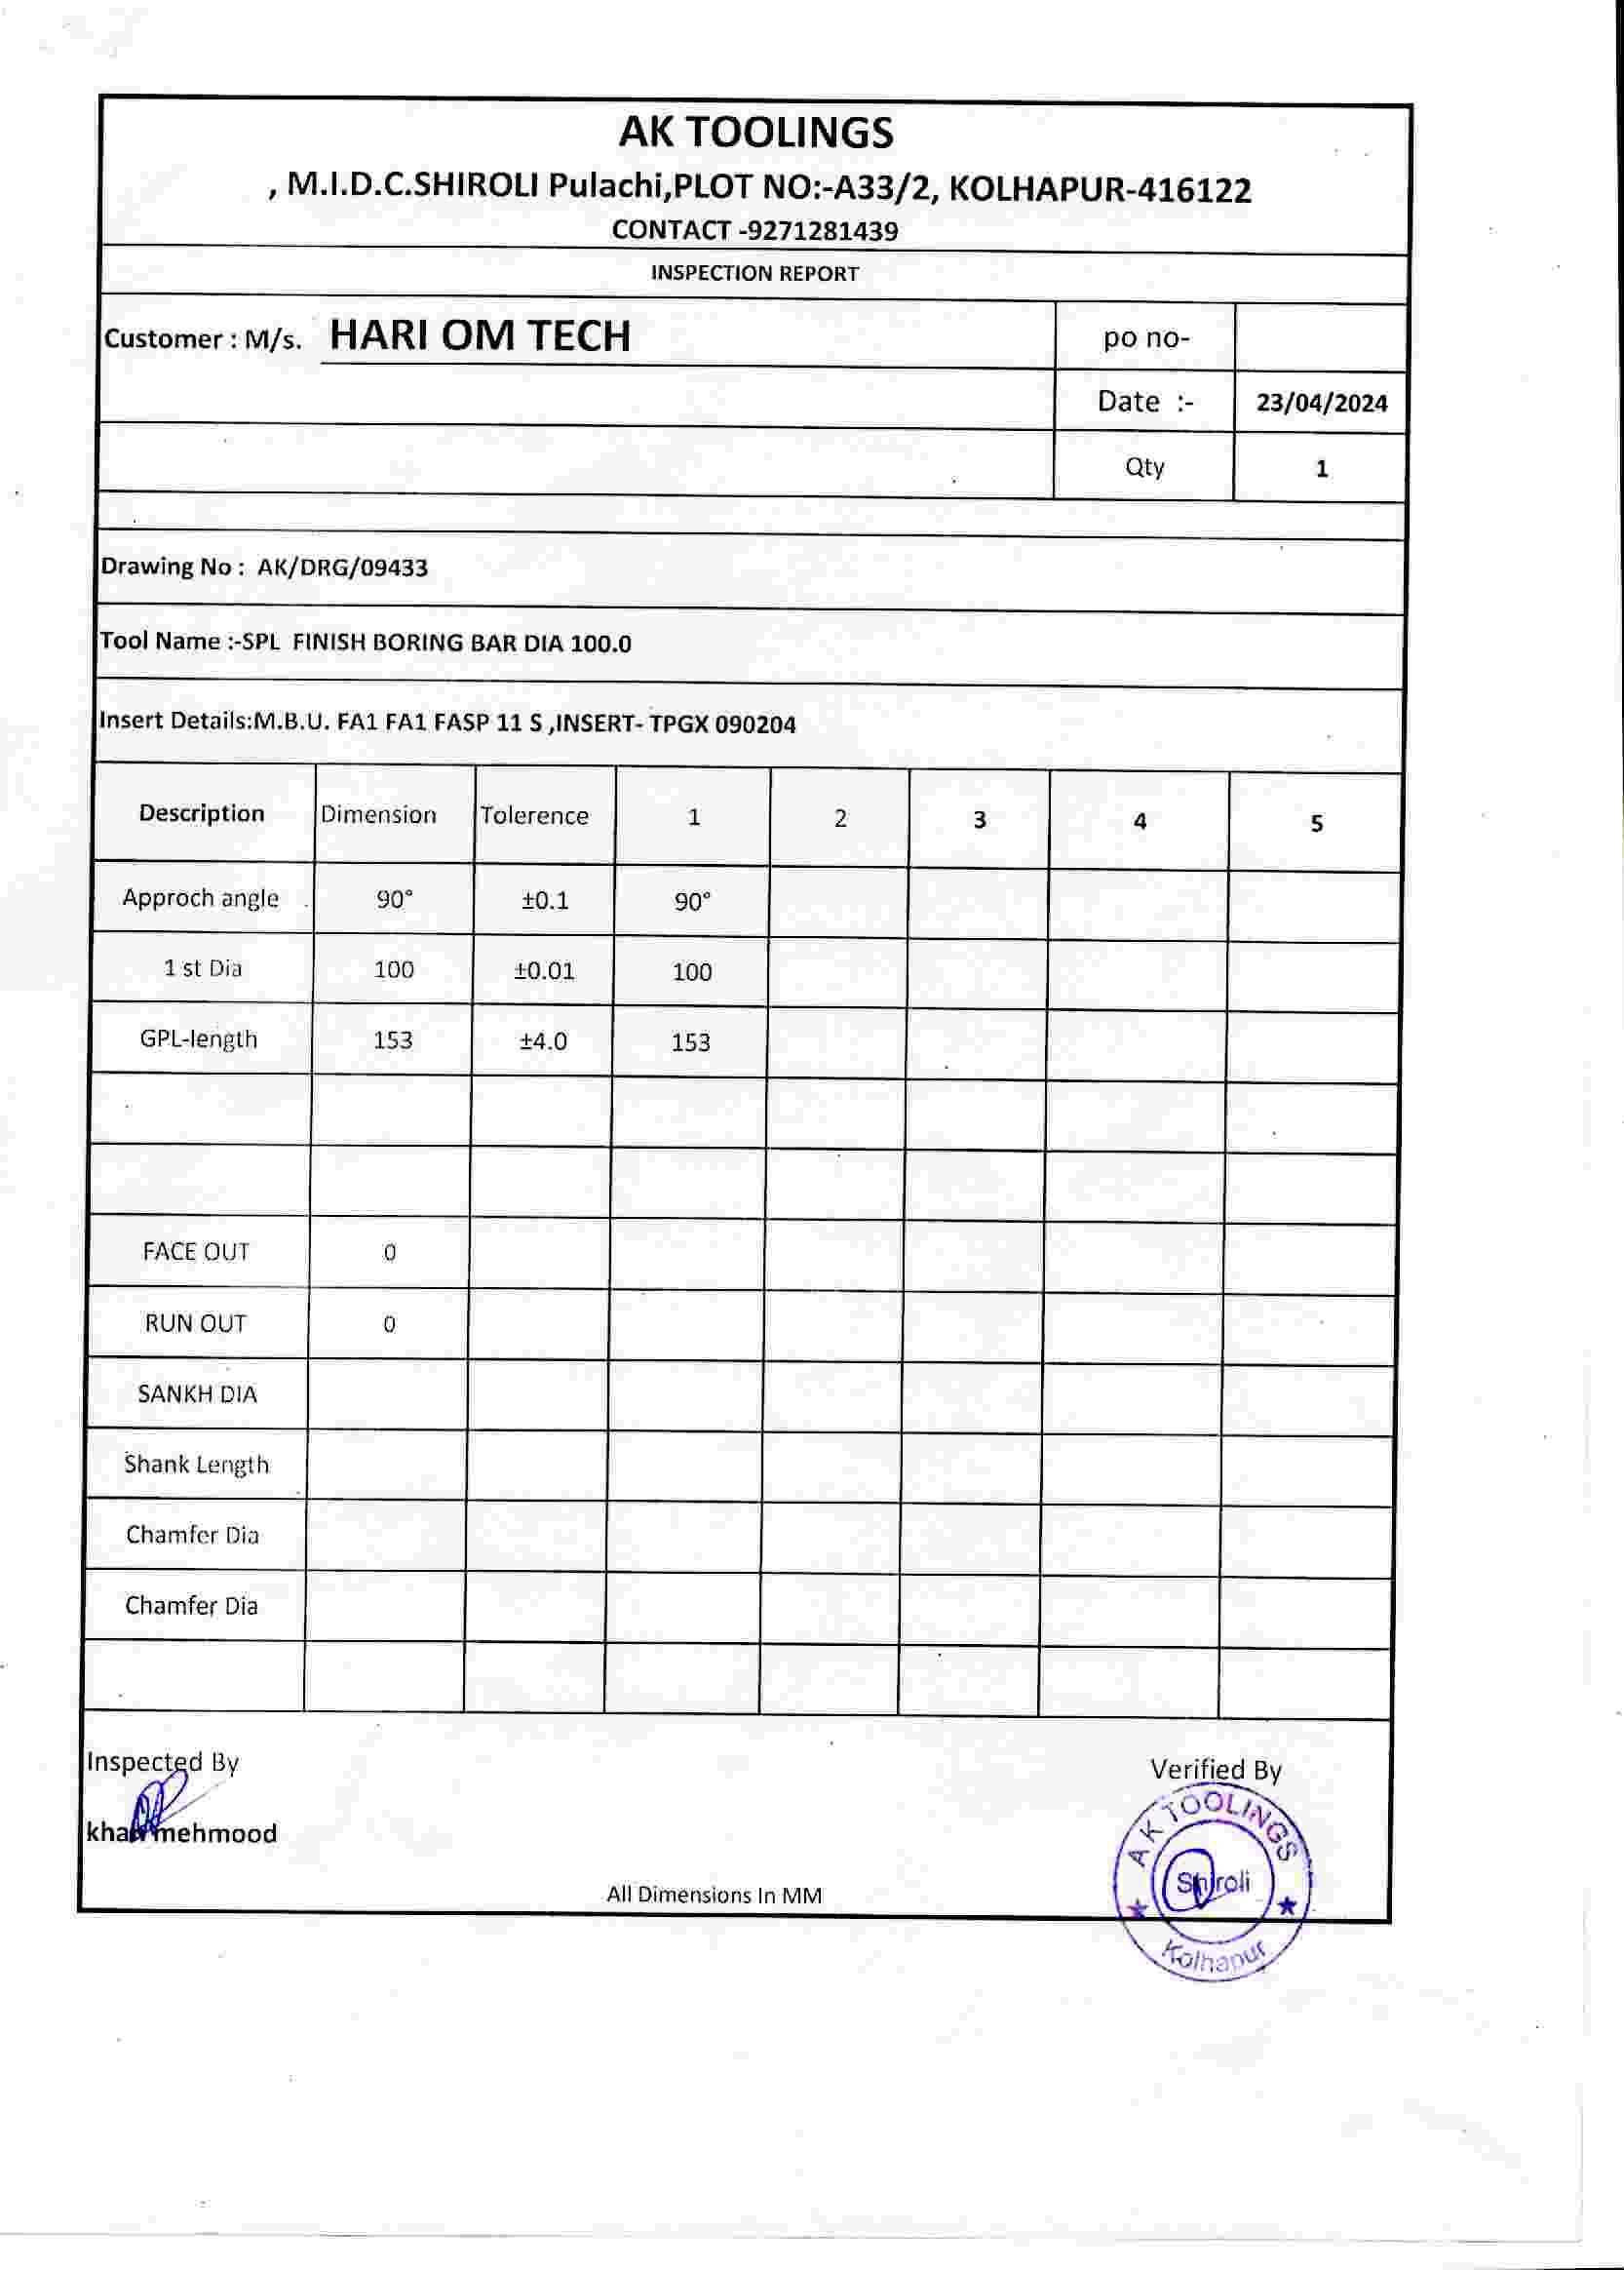 AK TOOLINGS
, M.I.D.C.SHIROLI Pulachi,PLOT NO:-A33/2, KOLHAPUR-416122
CONTACT -9271281439
INSPECTION REPORT
Customer : M/s. HARI OM TECH
po no-
Date :- 23/04/2024
Qty 1
Drawing No : AK/DRG/09433
Tool Name :-SPL FINISH BORING BAR DIA 100.0
Insert Details:M.B.U. FA1 FA1 FASP 11 S ,INSERT- TPGX 090204
Description Dimension Tolerence 1 2 3 4 5
Approch angle 90° ±0.1 90°
1 st Dia 100 ±0.01 100
GPL-length 153 ±4.0 153
FACE OUT 0
RUN OUT 0
SANKH DIA
Shank Length
Chamfer Dia
Chamfer Dia
Inspected By
khan mehmood
Verified By
AK TOOLINGS
Shiroli
Kolhapur
All Dimensions In MM